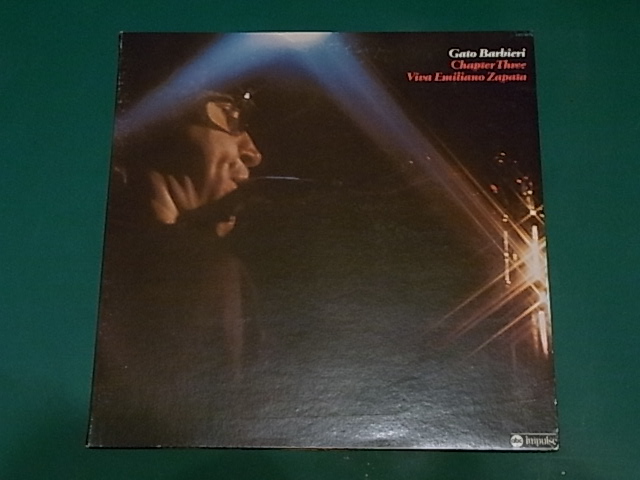 Gato Barbieri
Chapter Three
Viva Emiliano Zapata
abc Impulse